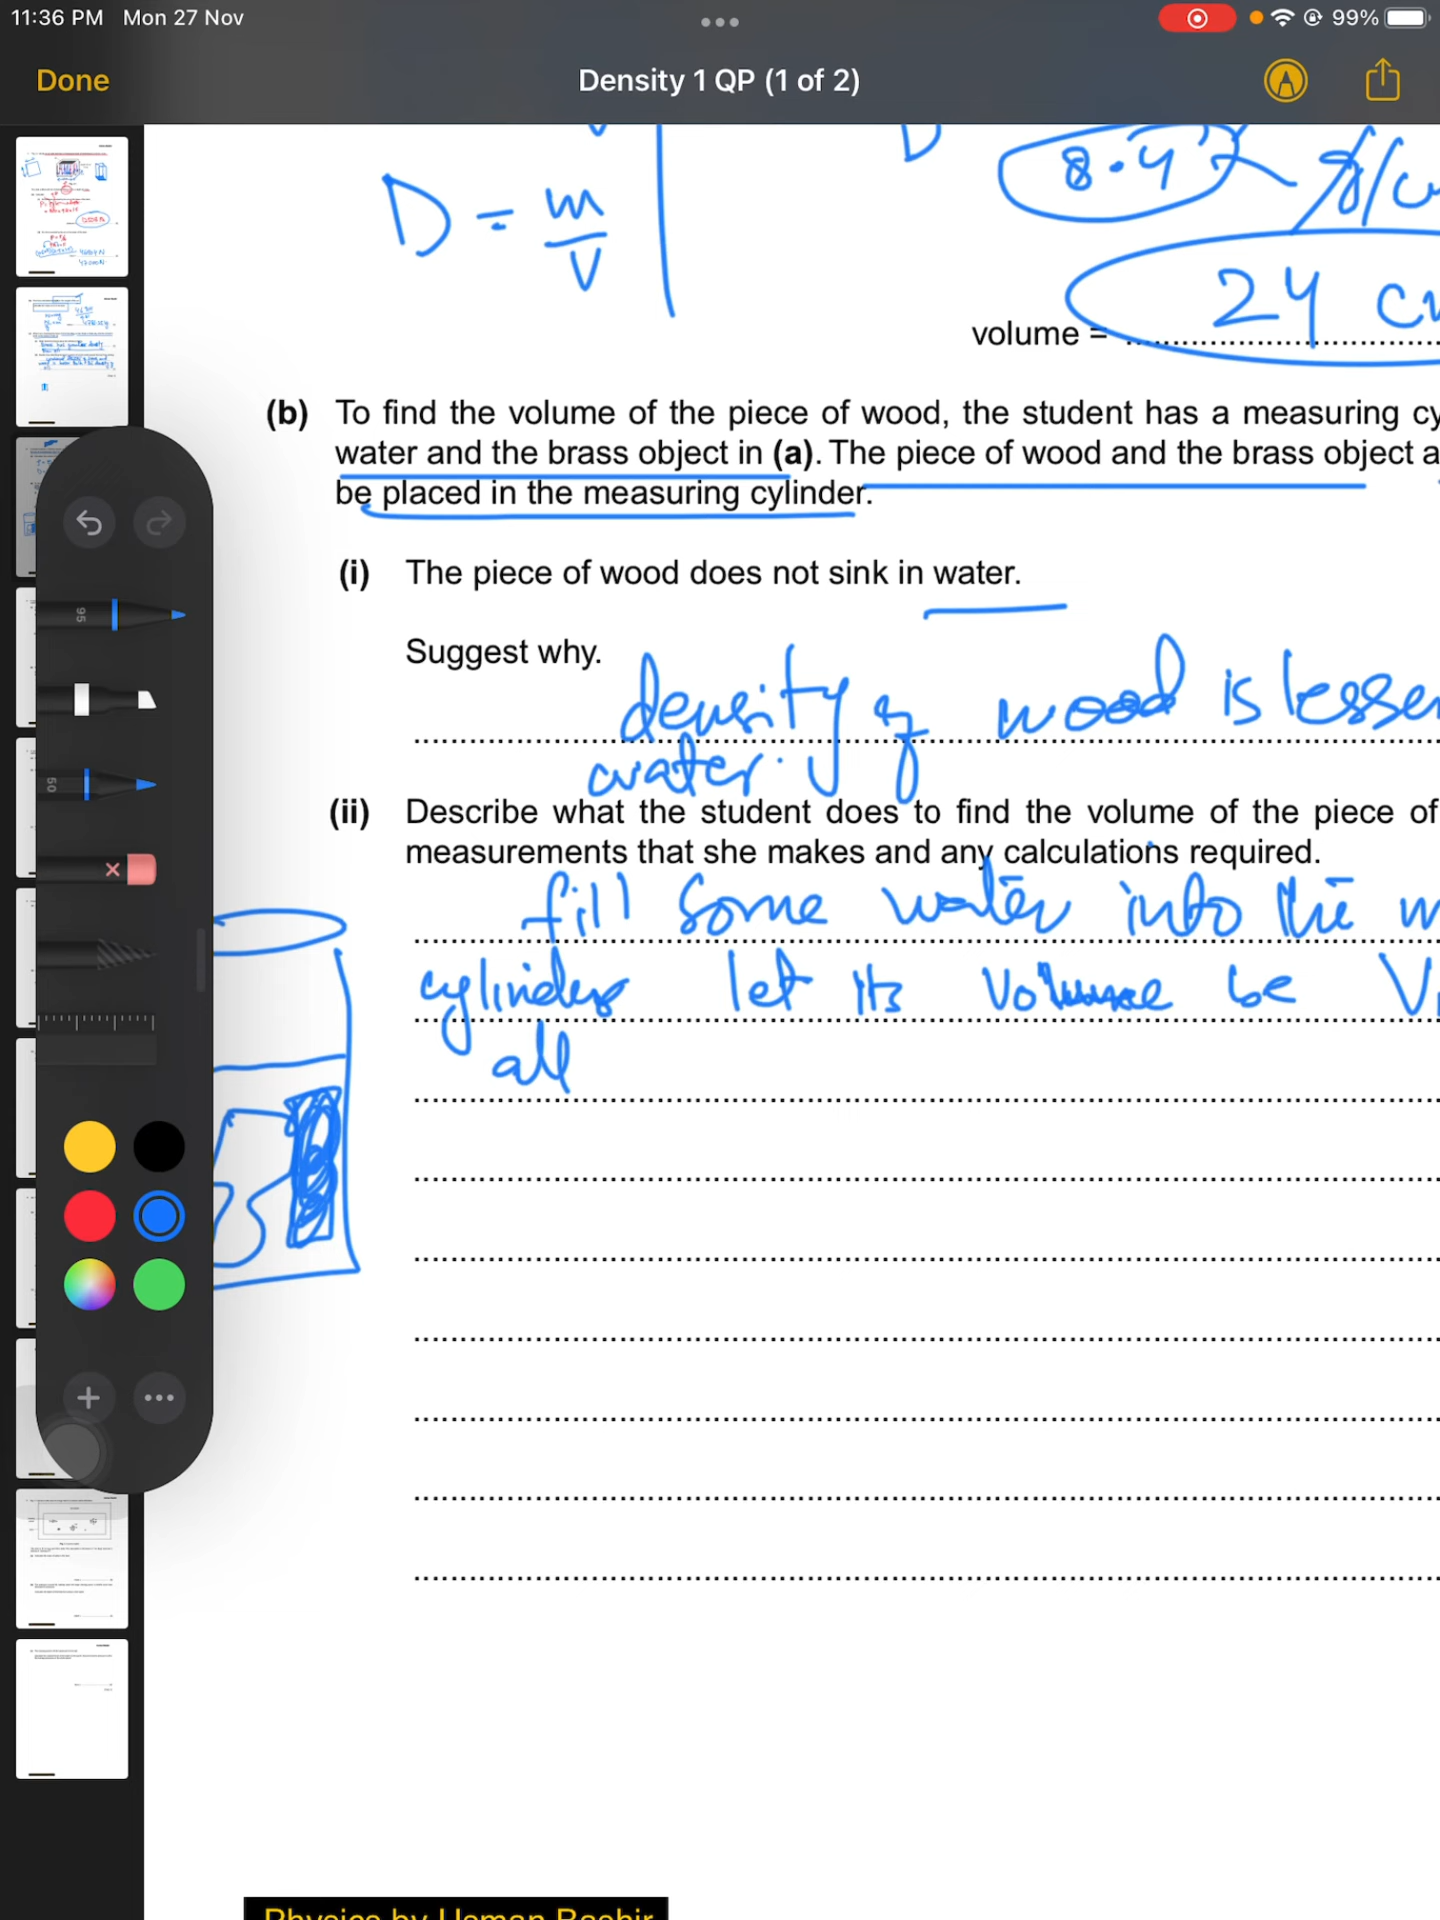 11:36 PM Mon 27 Nov
99%
Done
Density 1 QP (1 of 2)
D = m
V
D
8.4
24
volume =
(b) To find the volume of the piece of wood, the student has a measuring cy
water and the brass object in (a). The piece of wood and the brass object a
be placed in the measuring cylinder.
(i) The piece of wood does not sink in water.
Suggest why.
density of wood is lesser
water.
(ii) Describe what the student does to find the volume of the piece of
measurements that she makes and any calculations required.
fill some water into the m
cylinder let its volume be V
all
95
50
Physics by Usman Bashir